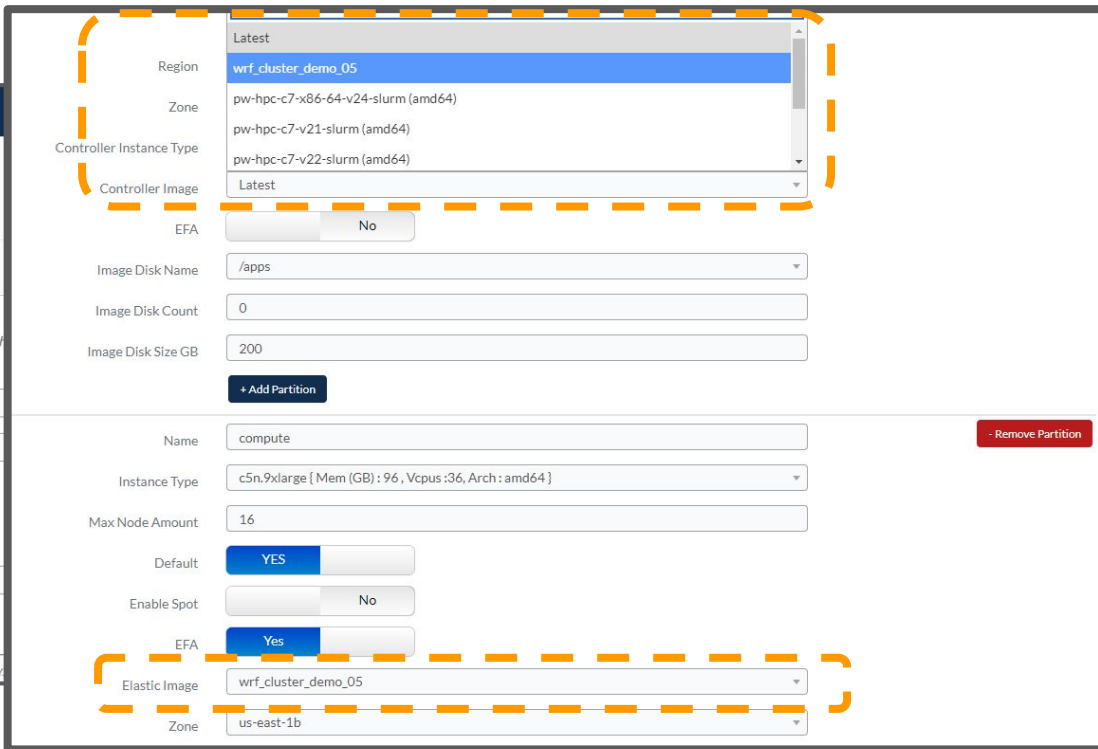 Latest
Region
wrf_cluster_demo_05
Zone
pw-hpc-c7-x86-64-v24-slurm (amd64)
pw-hpc-c7-v21-slurm (amd64)
Controller Instance Type
pw-hpc-c7-v22-slurm (amd64)
Controller Image Latest
EFA No
Image Disk Name /apps
Image Disk Count 0
Image Disk Size GB 200
+ Add Partition
- Remove Partition
Name compute
Instance Type c5n.9xlarge { Mem (GB) : 96 , Vcpus :36, Arch : amd64 }
Max Node Amount 16
Default YES
Enable Spot No
EFA Yes
Elastic Image wrf_cluster_demo_05
Zone us-east-1b